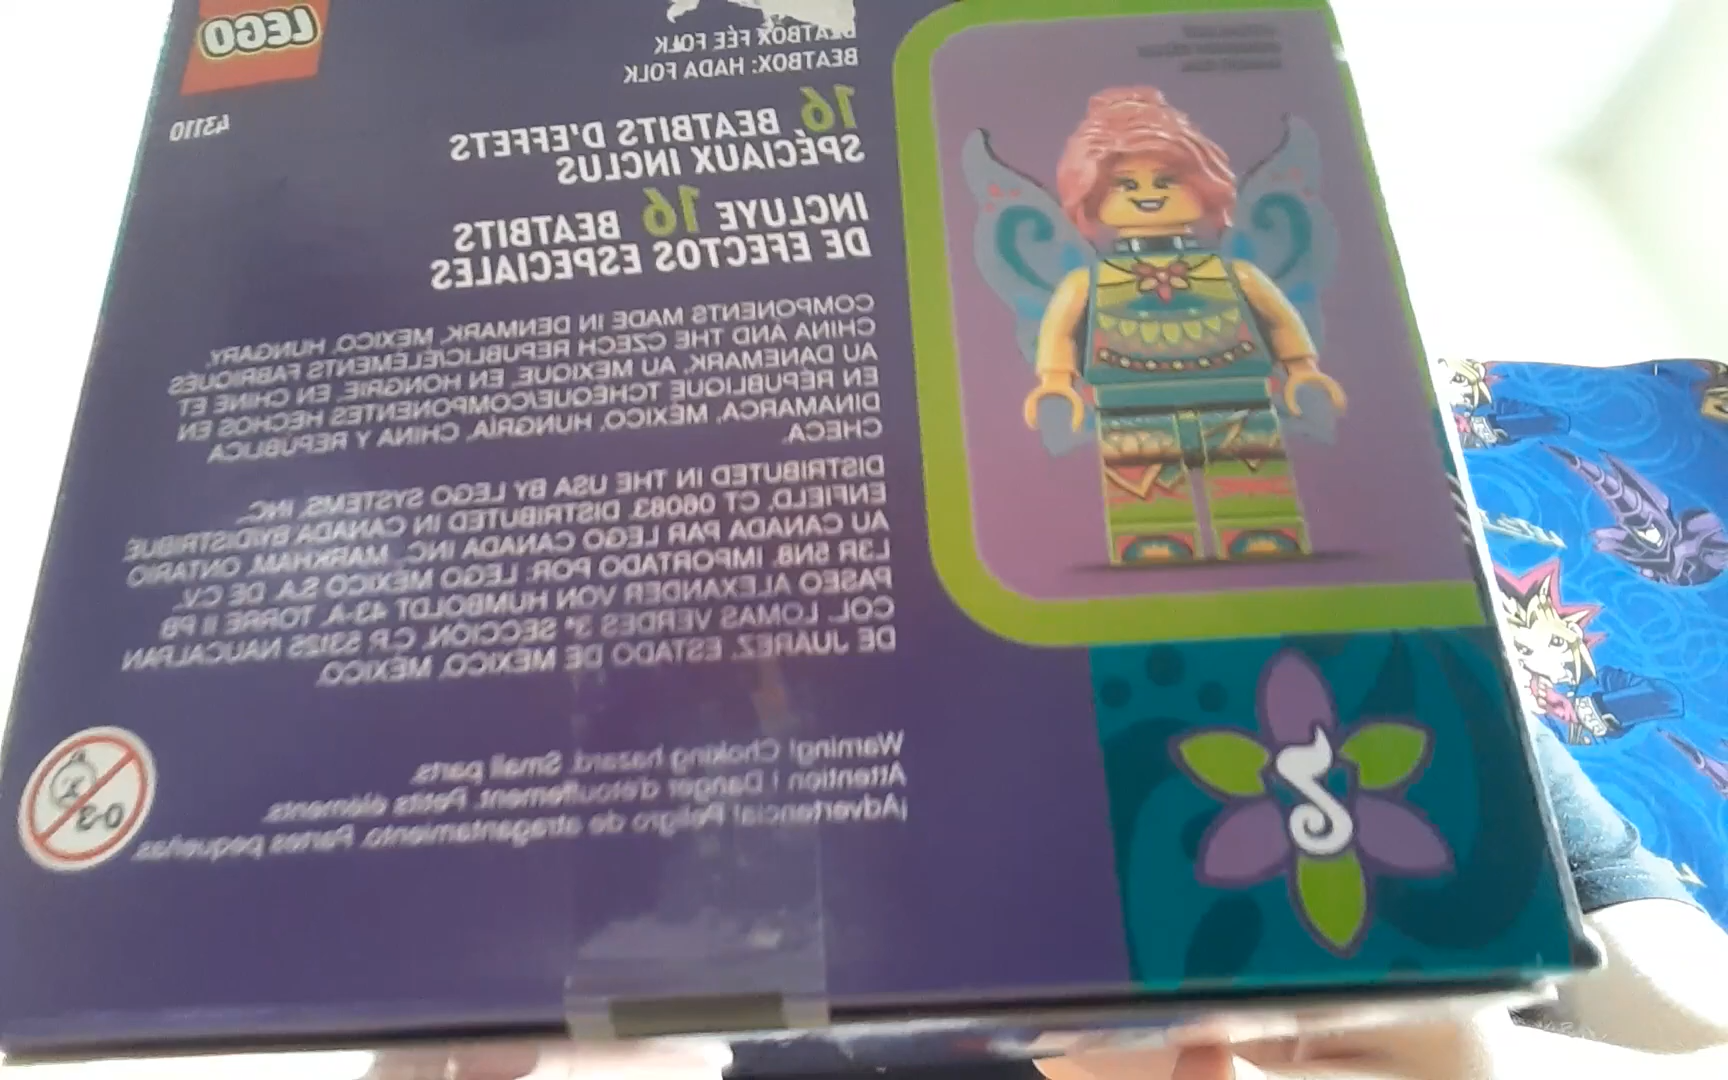 LEGO
43110
BEATBOX FÉE FOLK
BEATBOX: HADA FOLK
16 BEATBITS D'EFFETS
SPÉCIAUX INCLUS
INCLUYE 16 BEATBITS
DE EFECTOS ESPECIALES
COMPONENTS MADE IN DENMARK, MEXICO, HUNGARY,
CHINA AND THE CZECH REPUBLIC/ÉLÉMENTS FABRIQUÉS
AU DANEMARK, AU MEXIQUE, EN HONGRIE, EN CHINE ET
EN RÉPUBLIQUE TCHÈQUE/COMPONENTES HECHOS EN
DINAMARCA, MÉXICO, HUNGRÍA, CHINA Y REPÚBLICA
CHECA.
DISTRIBUTED IN THE USA BY LEGO SYSTEMS, INC.
ENFIELD, CT 06083. DISTRIBUTED IN CANADA BY/DISTRIBUÉ
AU CANADA PAR LEGO CANADA INC., MARKHAM, ONTARIO
L3R 5N8. IMPORTADO POR: LEGO MÉXICO S.A. DE C.V.,
PASEO ALEXANDER VON HUMBOLDT 43-A, TORRE II PB
COL. LOMAS VERDES 3ª SECCIÓN, C.P. 53125 NAUCALPAN
DE JUAREZ, ESTADO DE MÉXICO, MÉXICO.
Warning! Choking hazard. Small parts.
Attention ! Danger d'étouffement. Petits éléments.
¡Advertencia! Peligro de atragantamiento. Partes pequeñas.
0-3